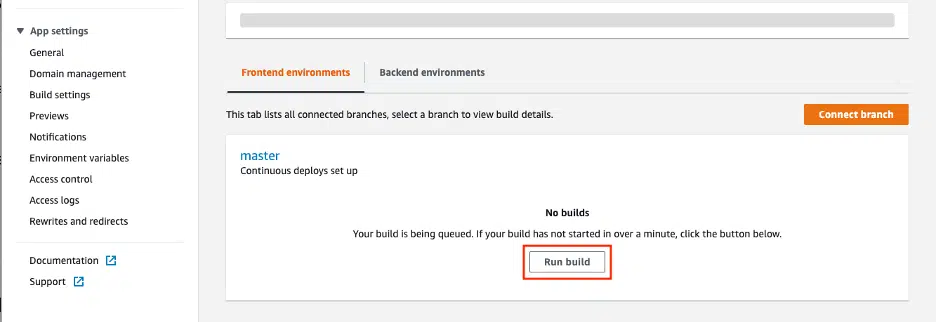 App settings
General
Domain management
Build settings
Previews
Notifications
Environment variables
Access control
Access logs
Rewrites and redirects
Documentation
Support
Frontend environments
Backend environments
This tab lists all connected branches, select a branch to view build details.
Connect branch
master
Continuous deploys set up
No builds
Your build is being queued. If your build has not started in over a minute, click the button below.
Run build